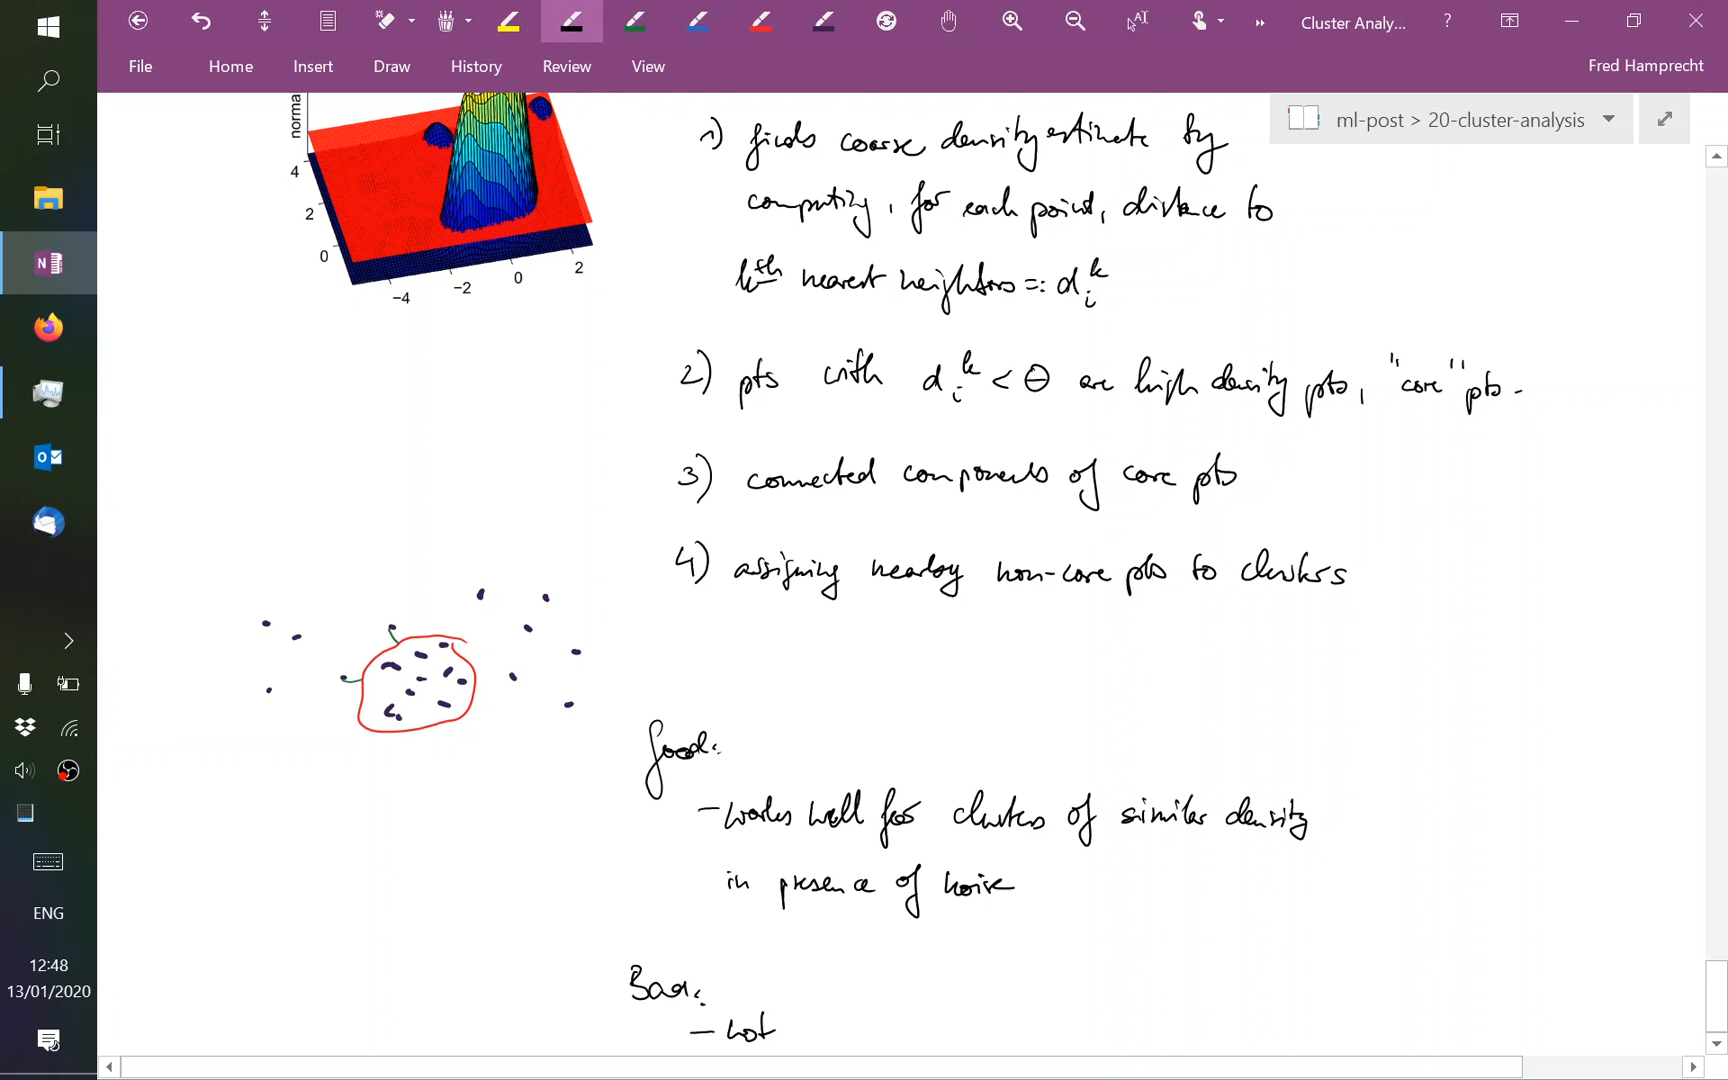 Cluster Analy...
?
File
Home
Insert
Draw
History
Review
View
Fred Hamprecht
ml-post > 20-cluster-analysis
norma
4
2
0
-4
-2
0
2
1) finds coarse density estimate by
computing, for each point, distance to
kth nearest neighbors =: d_i^k
2) pts with d_i^k < Θ are high density pts, "core" pts.
3) connected components of core pts
4) assigning nearby non-core pts to clusters
Good:
- works well for clusters of similar density
in presence of noise
Bad:
- not
ENG
12:48
13/01/2020